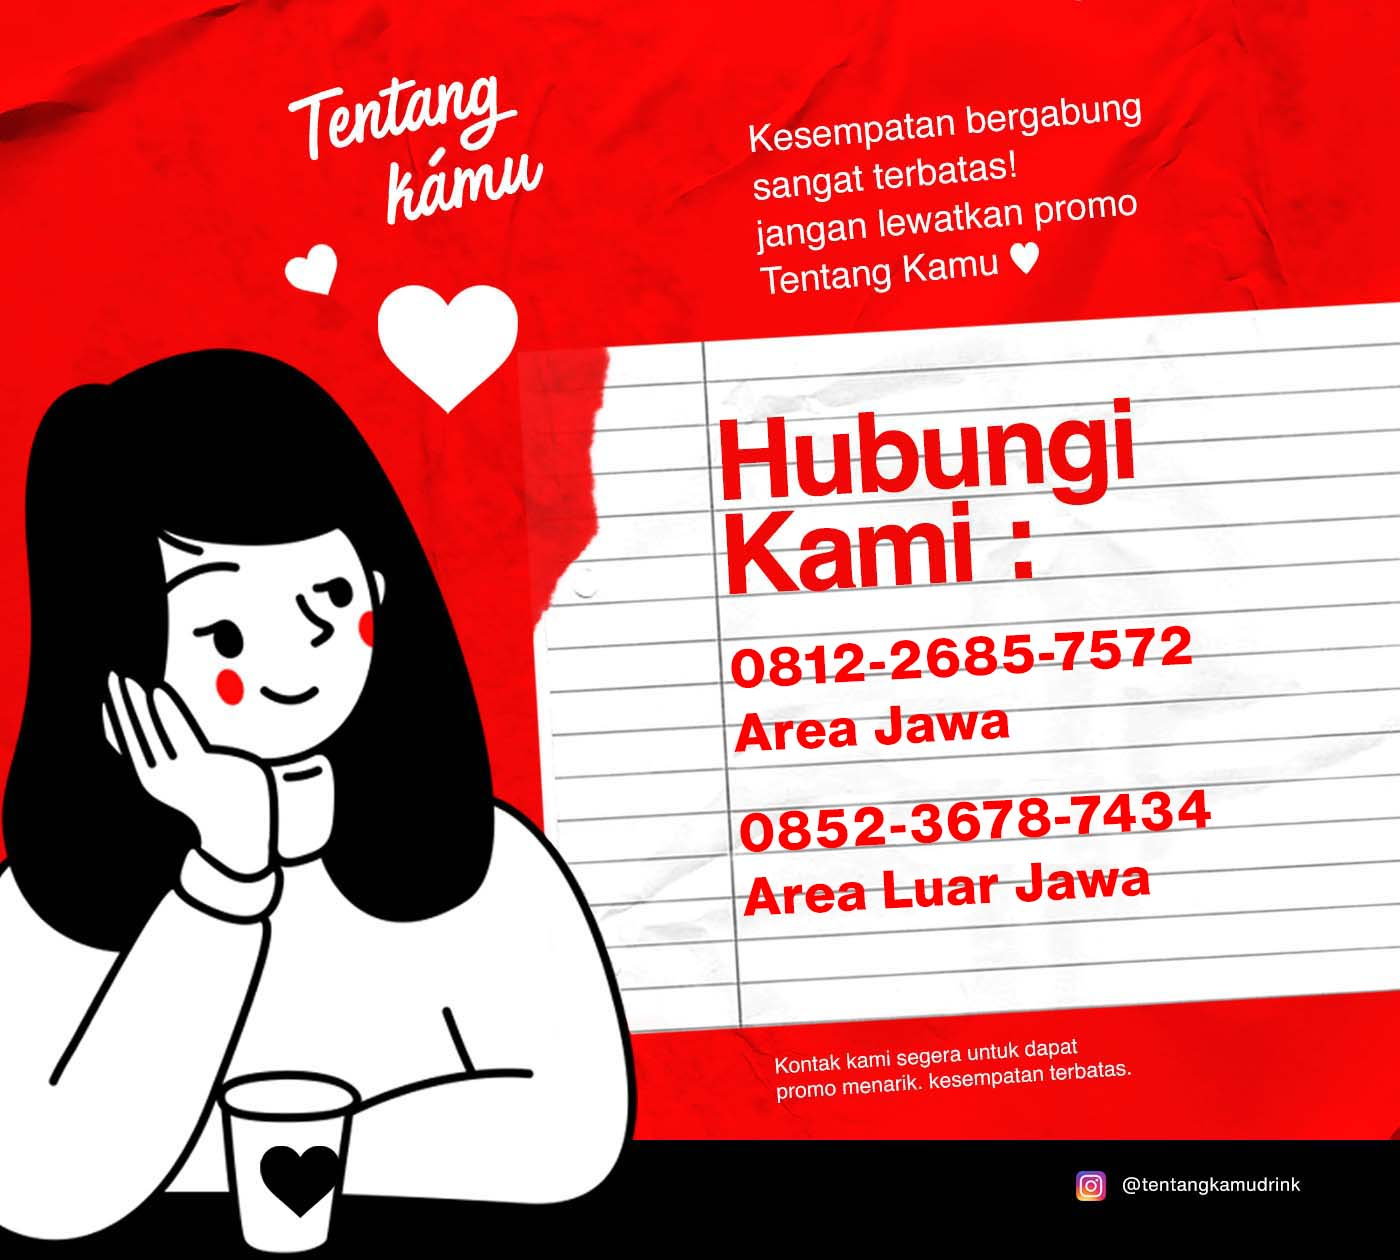 Tentang
kámu
Kesempatan bergabung
sangat terbatas!
jangan lewatkan promo
Tentang Kamu ♥
Hubungi
Kami :
0812-2685-7572
Area Jawa
0852-3678-7434
Area Luar Jawa
Kontak kami segera untuk dapat
promo menarik. kesempatan terbatas.
@tentangkamudrink